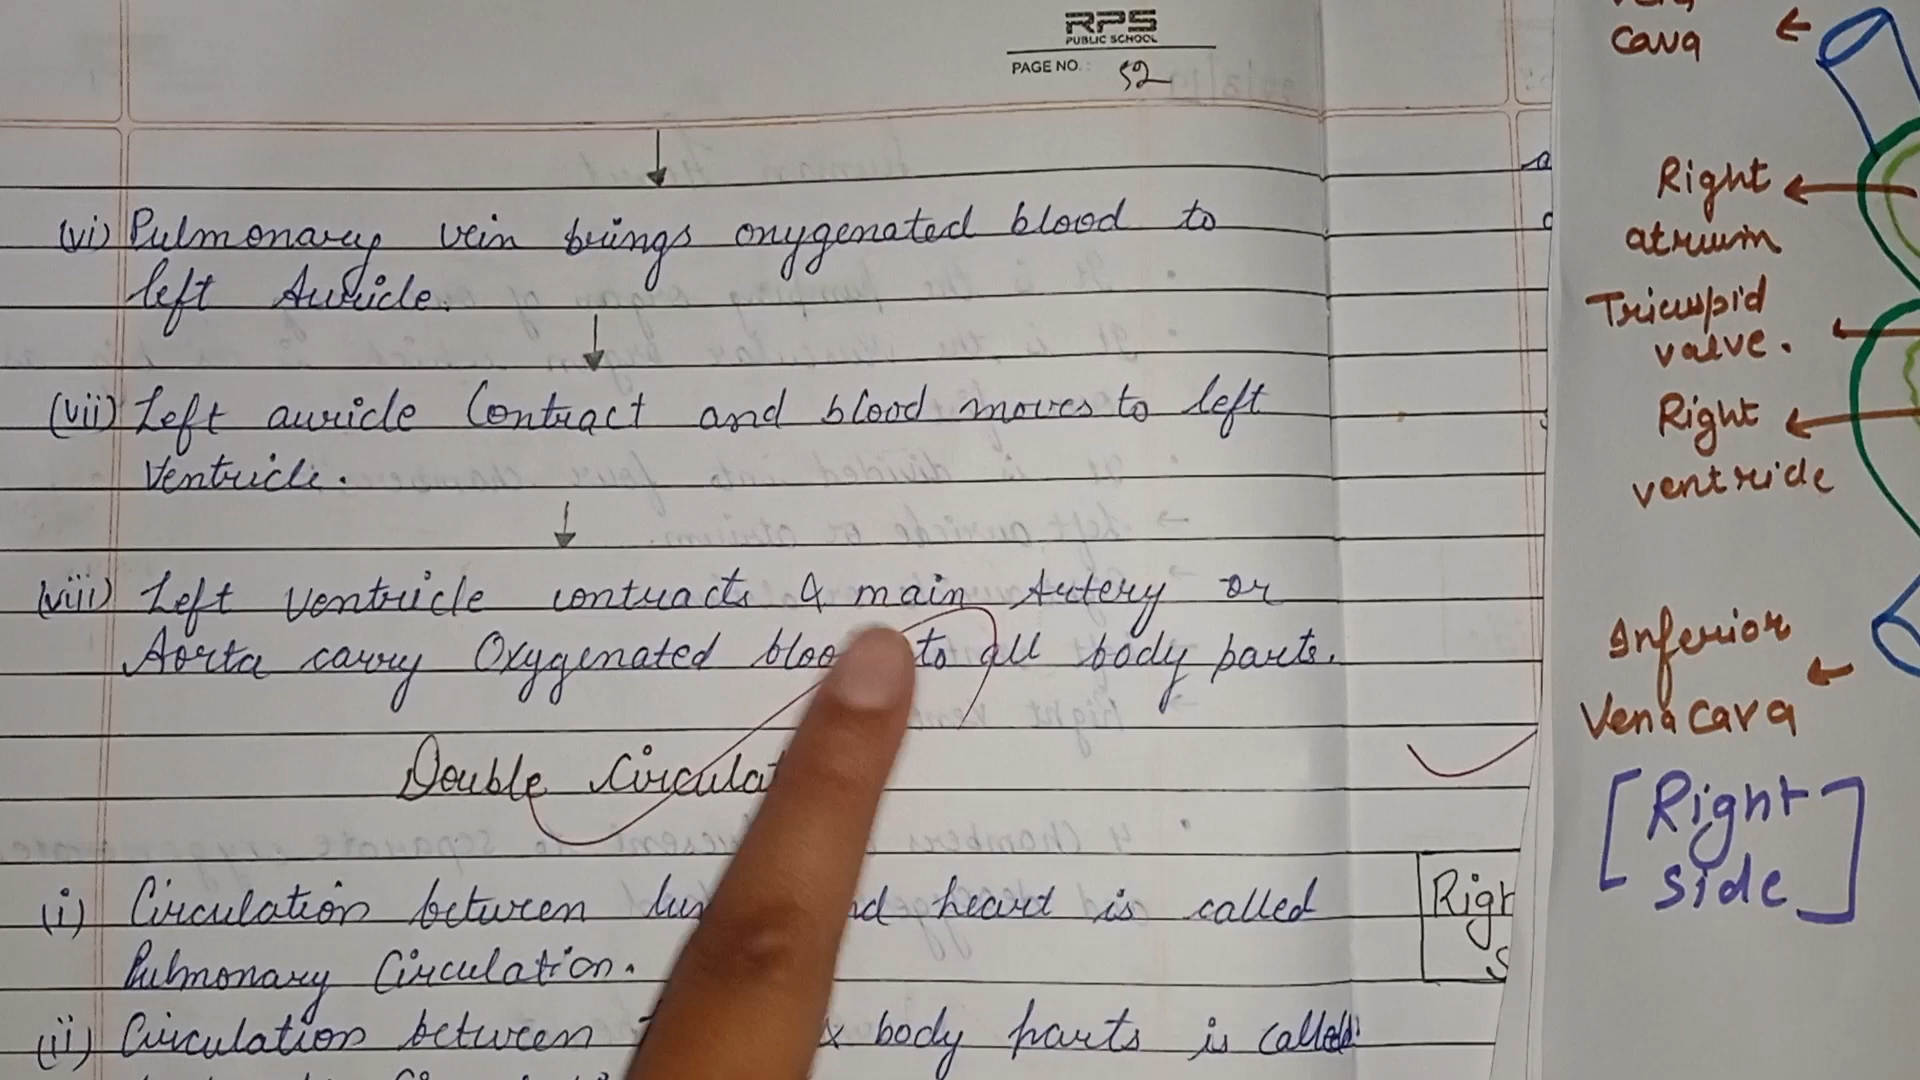 RPS
PUBLIC SCHOOL
PAGE NO. : 52
(vi) Pulmonary vein brings oxygenated blood to
left Auricle.
(vii) Left auricle Contract and blood moves to left
Ventricle.
(viii) Left ventricle contracts & main Artery or
Aorta carry Oxygenated to all body parts.
Double
(i) Circulation between heart is called
Pulmonary Circulation.
(ii) Circulation between & body parts is called
Cava
Right
atrium
Tricuspid
valve.
Right
ventricle
Inferior
Vena Cava
[Right
side]